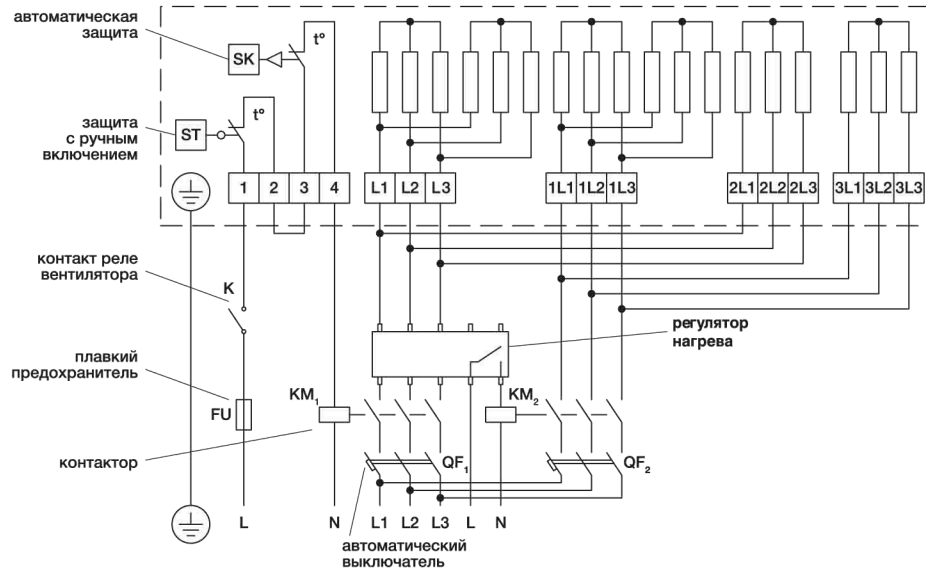 автоматическая
защита
SK
t°
защита
с ручным
включением
ST
t°
1 2 3 4
L1 L2 L3
1L1 1L2 1L3
2L1 2L2 2L3
3L1 3L2 3L3
контакт реле
вентилятора
K
регулятор
нагрева
плавкий
предохранитель
FU
KM1
KM2
контактор
QF1
QF2
L N L1 L2 L3 L N
автоматический
выключатель